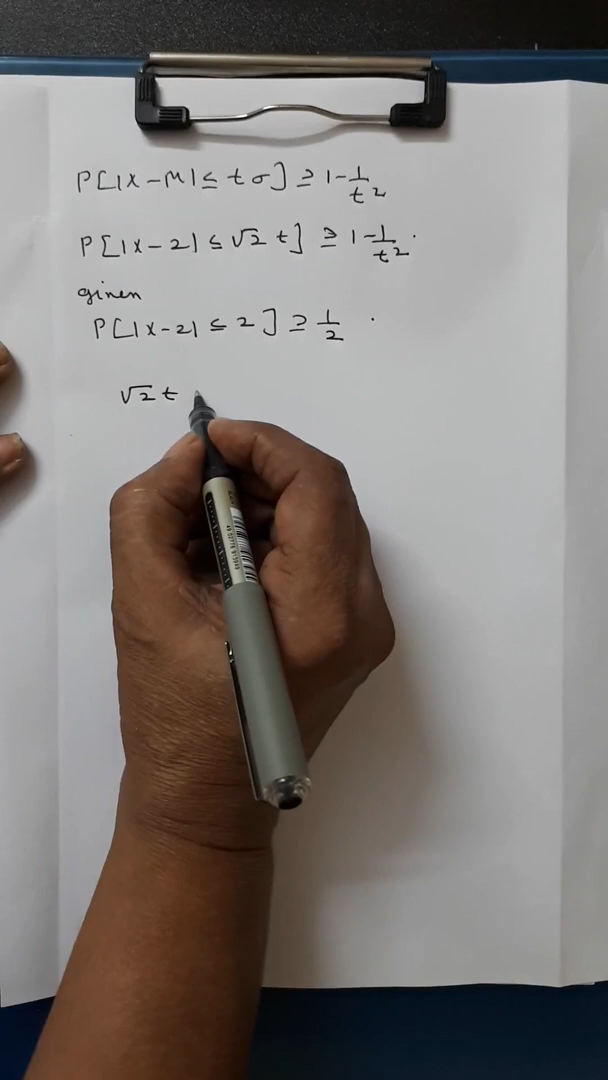 P[|X-μ|≤ tσ] ≥ 1-1/t²
P[|X-2| ≤ √2 t] ≥ 1-1/t².
given
P[|X-2| ≤ 2] ≥ 1/2 .
√2 t